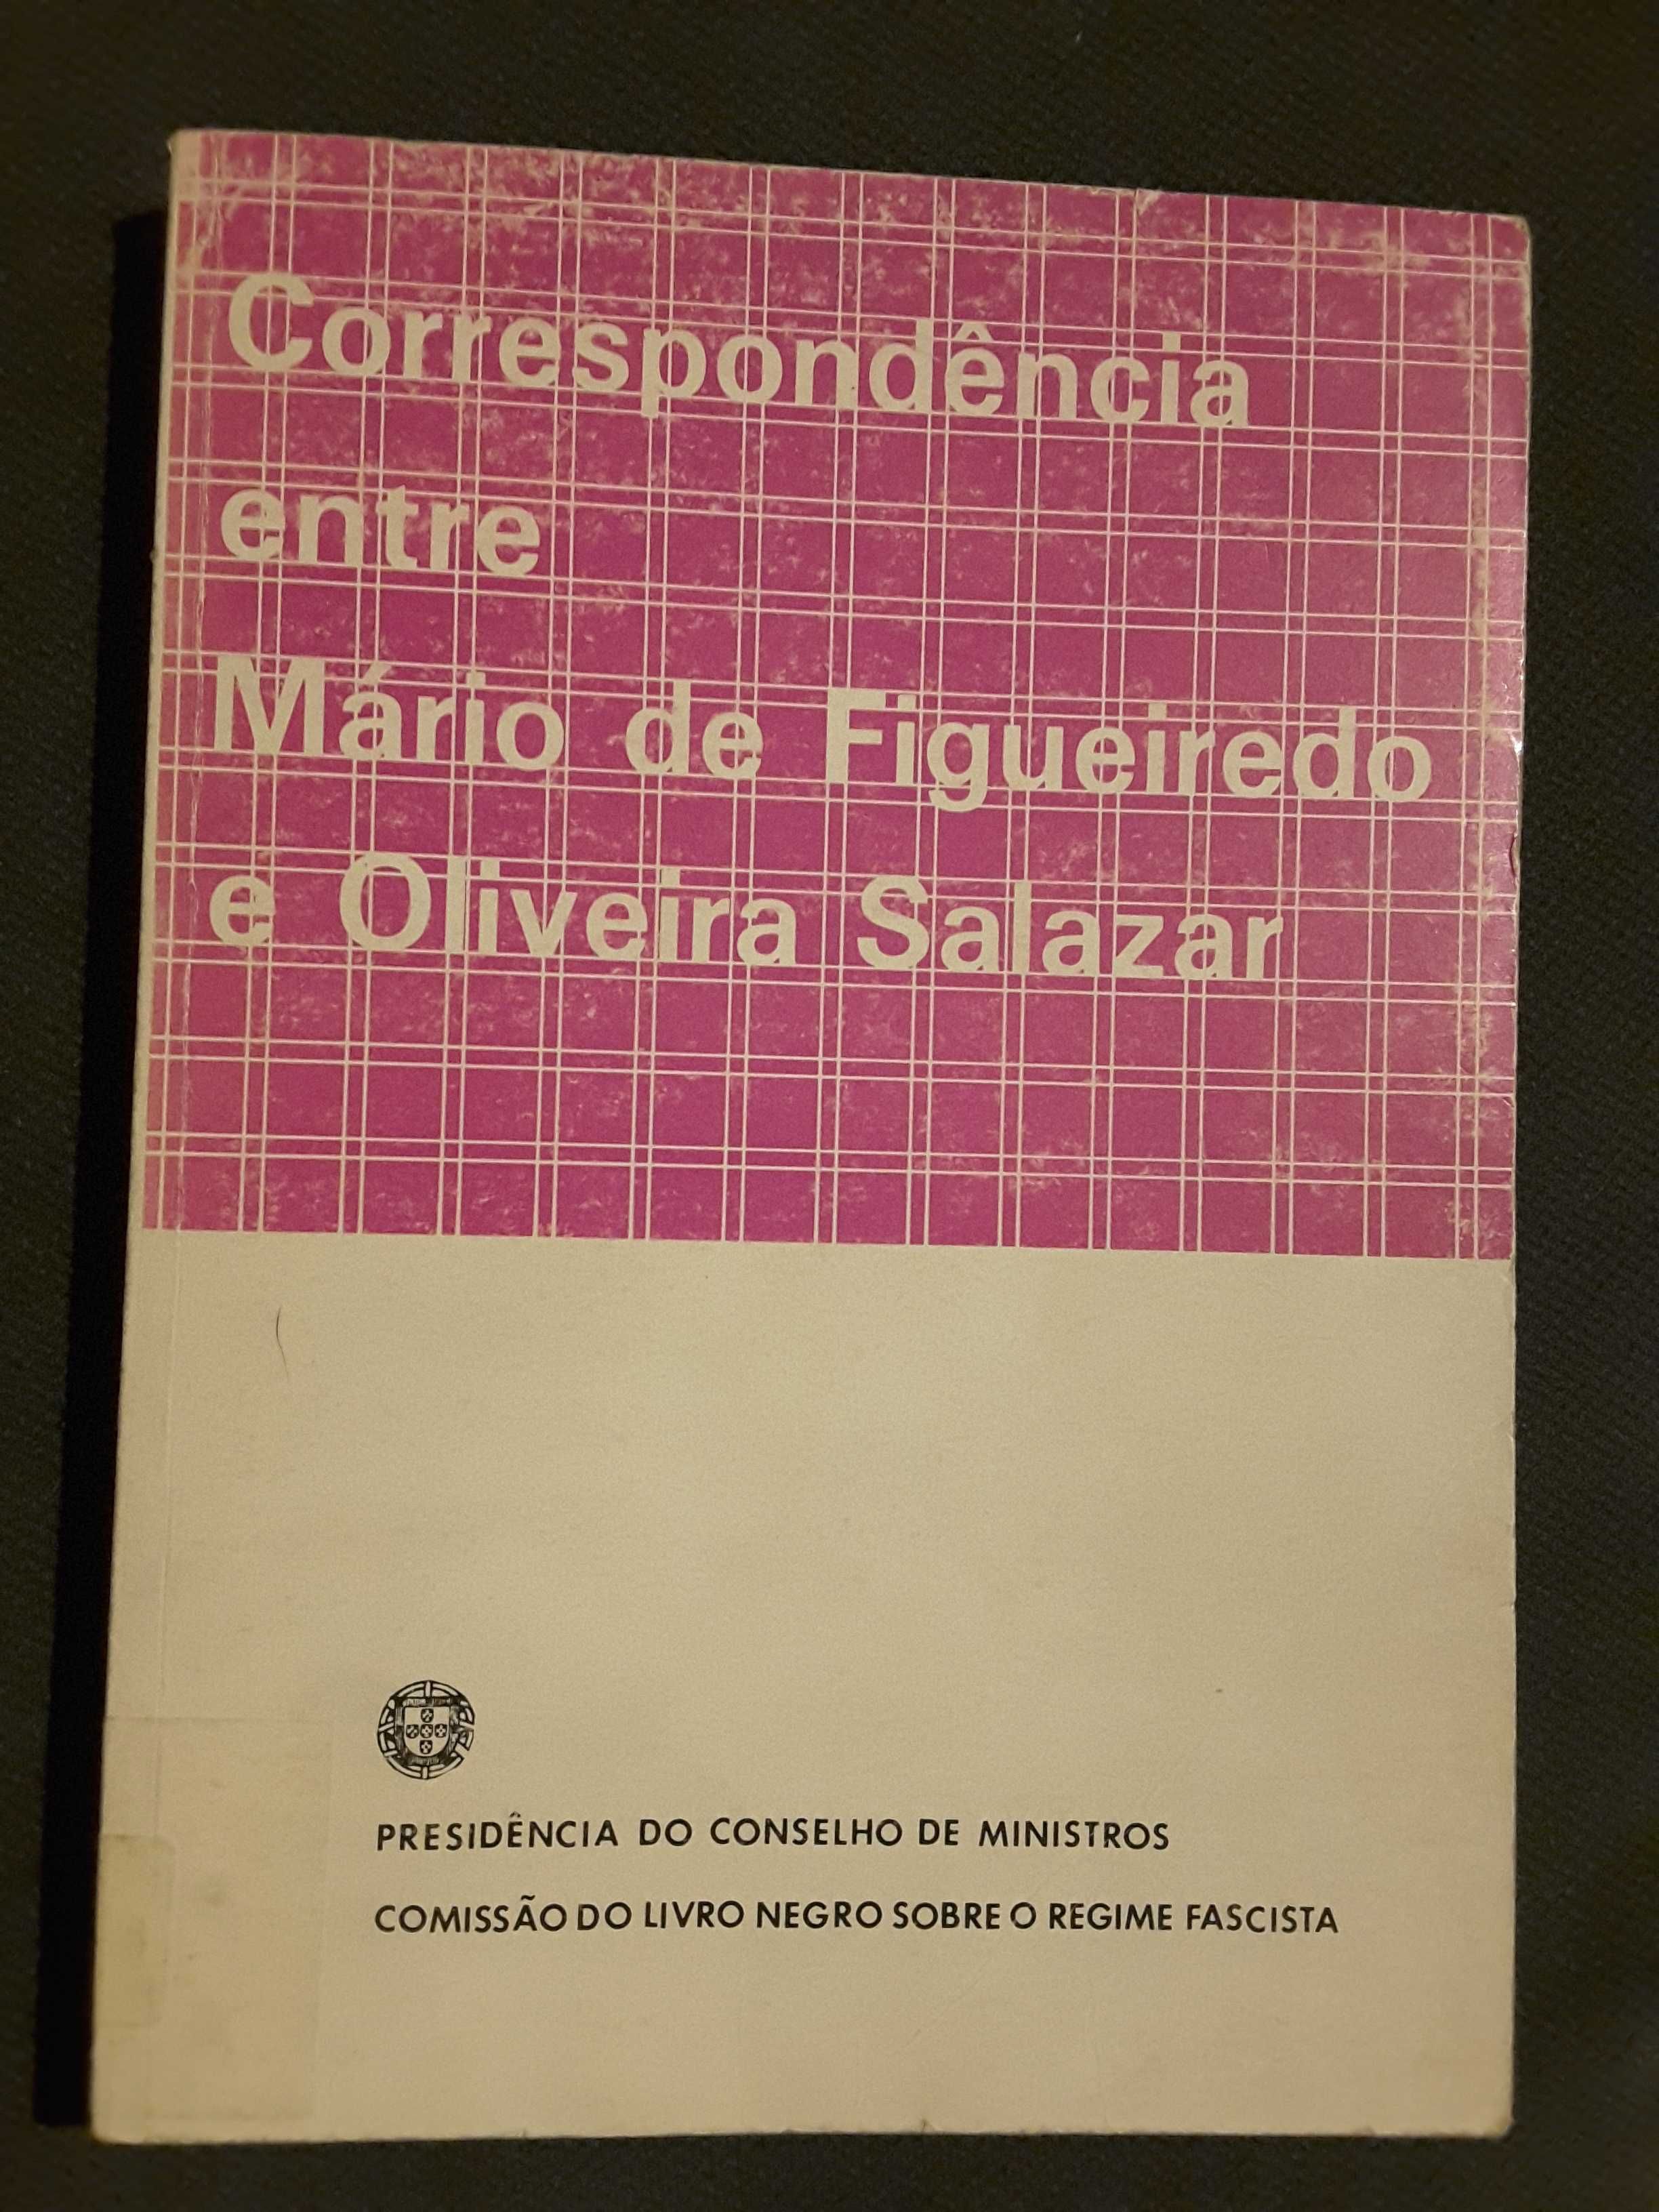 Correspondência
entre
Mário de Figueiredo
e Oliveira Salazar
PRESIDÊNCIA DO CONSELHO DE MINISTROS
COMISSÃO DO LIVRO NEGRO SOBRE O REGIME FASCISTA